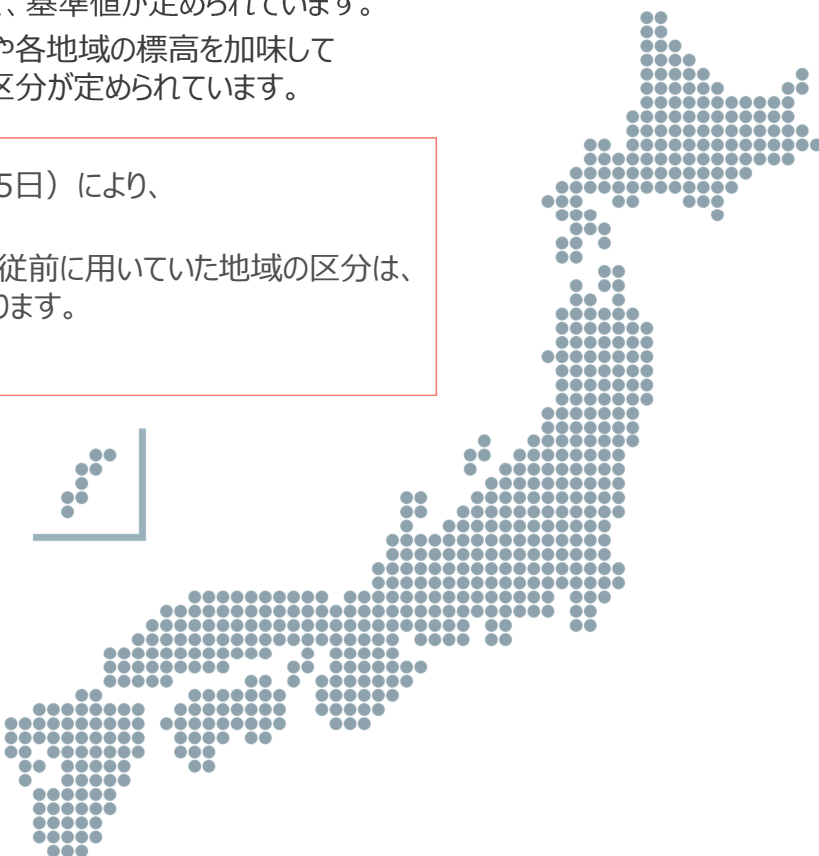 、基準値が定められています。
や各地域の標高を加味して
区分が定められています。
5日）により、
従前に用いていた地域の区分は、
ります。